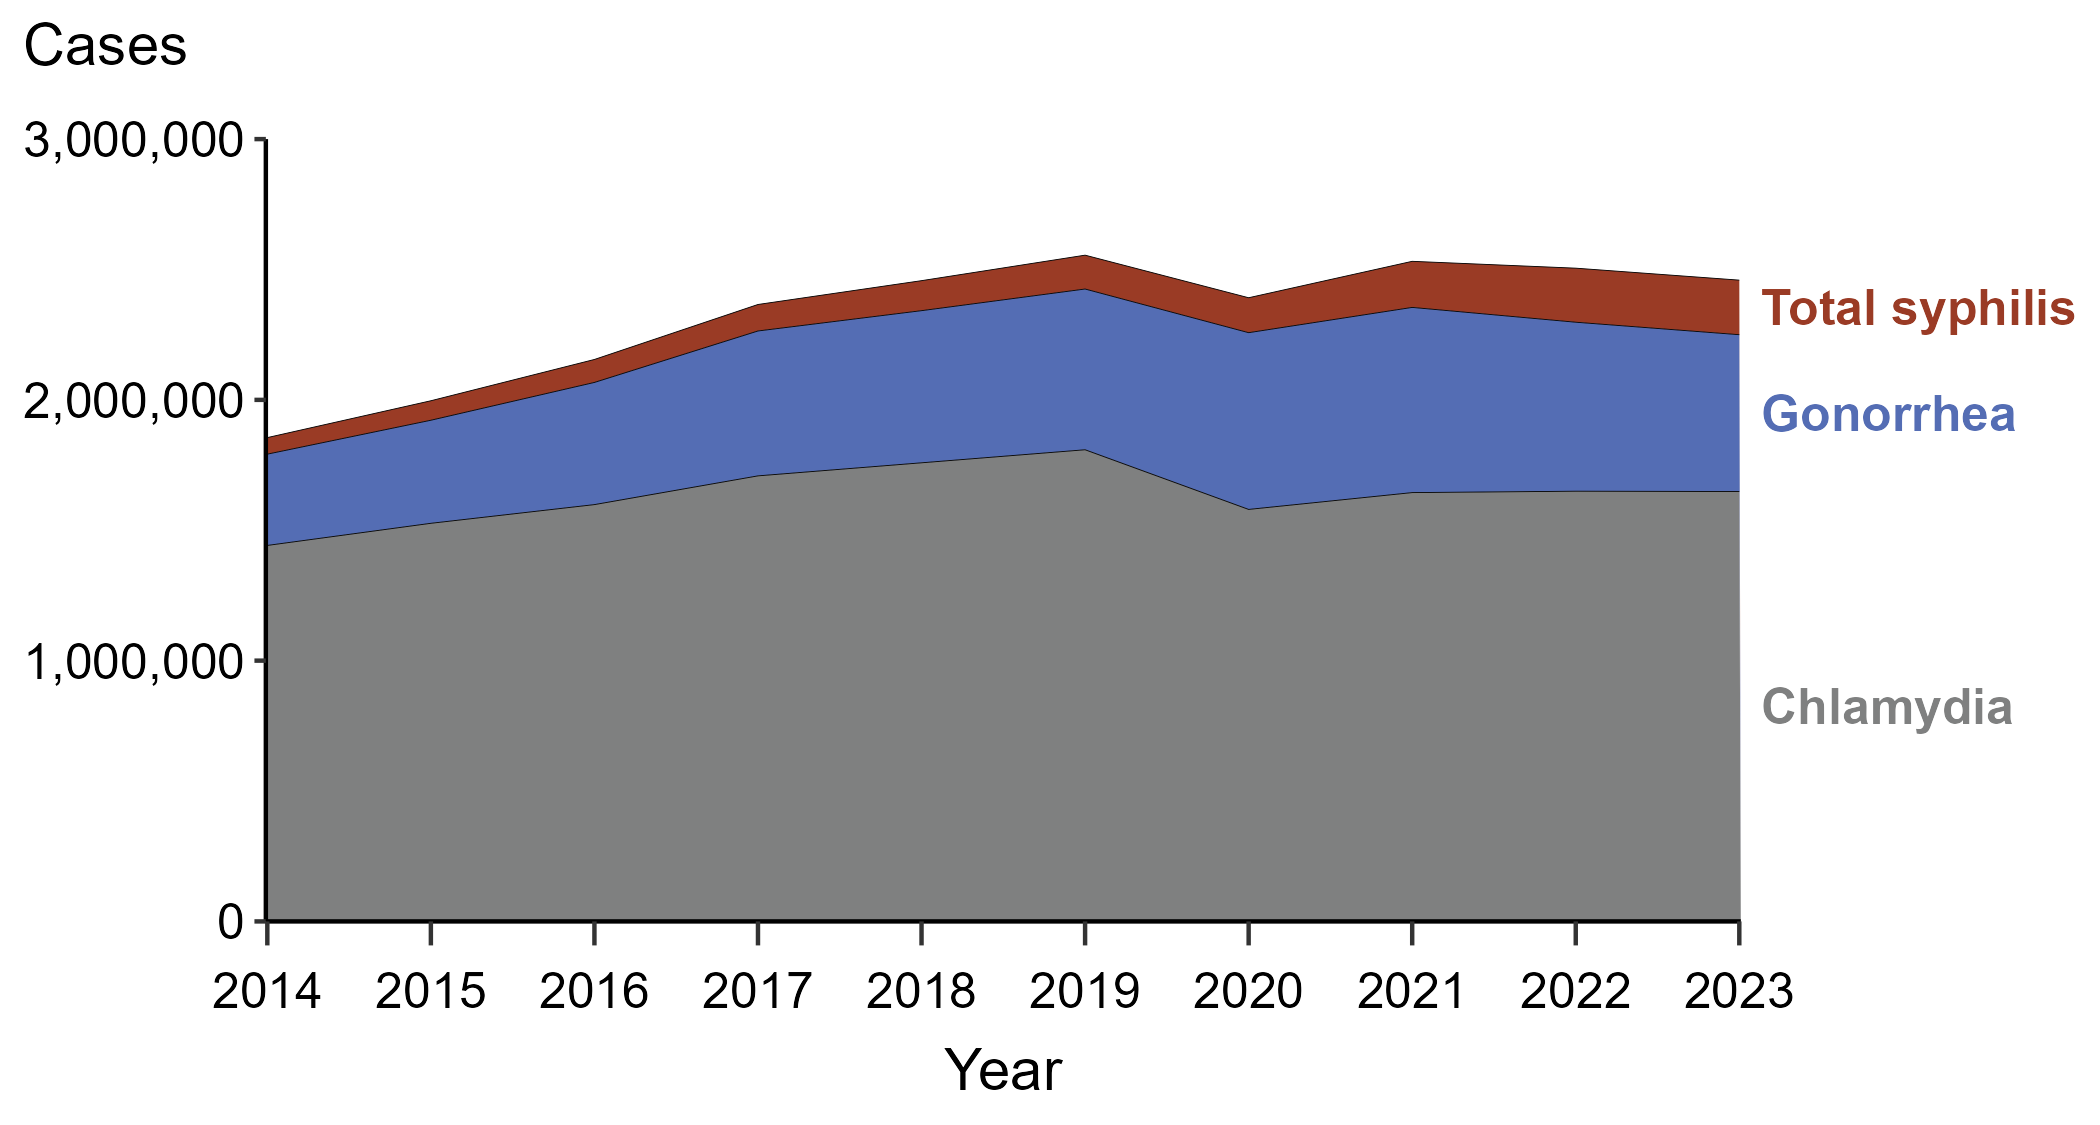 Cases
3,000,000
2,000,000
1,000,000
0
Total syphilis
Gonorrhea
Chlamydia
2014 2015 2016 2017 2018 2019 2020 2021 2022 2023
Year